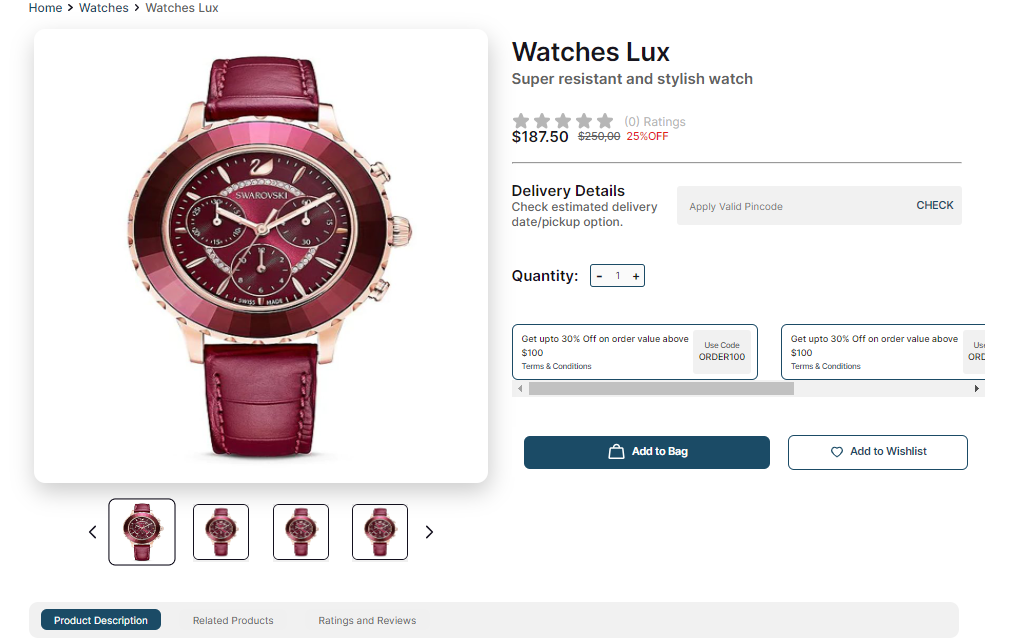 Home > Watches > Watches Lux
SWAROVSKI
SWISS MADE
Watches Lux
Super resistant and stylish watch
(0) Ratings
$187.50 $250,00 25%OFF
Delivery Details
Check estimated delivery
date/pickup option.
Apply Valid Pincode CHECK
Quantity: - 1 +
Get upto 30% Off on order value above
$100
Terms & Conditions
Use Code
ORDER100
Get upto 30% Off on order value above
$100
Terms & Conditions
Add to Bag
Add to Wishlist
Product Description Related Products Ratings and Reviews